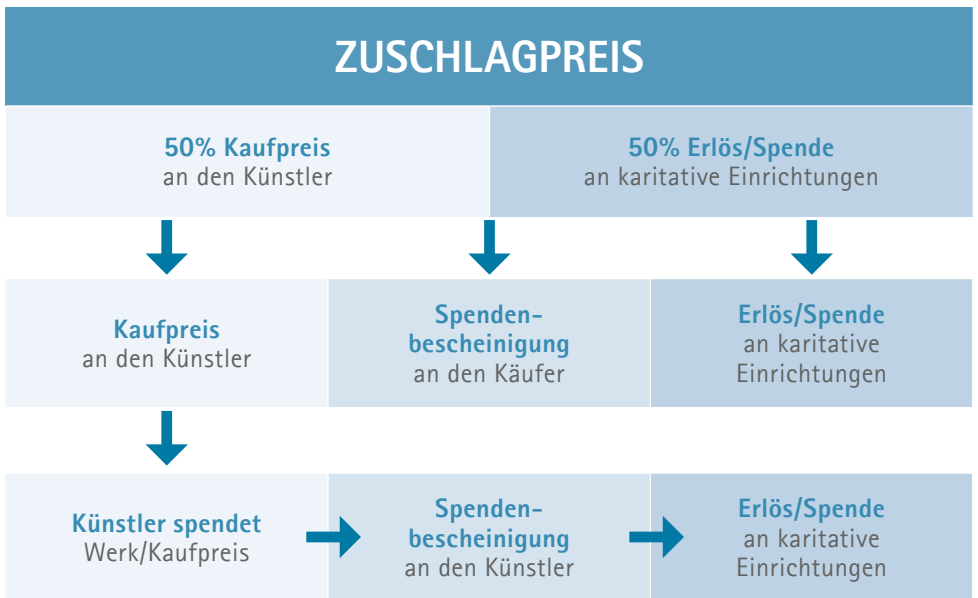 ZUSCHLAGPREIS
50% Kaufpreis
an den Künstler
50% Erlös/Spende
an karitative Einrichtungen
Kaufpreis
an den Künstler
Spenden-
bescheinigung
an den Käufer
Erlös/Spende
an karitative
Einrichtungen
Künstler spendet
Werk/Kaufpreis
Spenden-
bescheinigung
an den Künstler
Erlös/Spende
an karitative
Einrichtungen